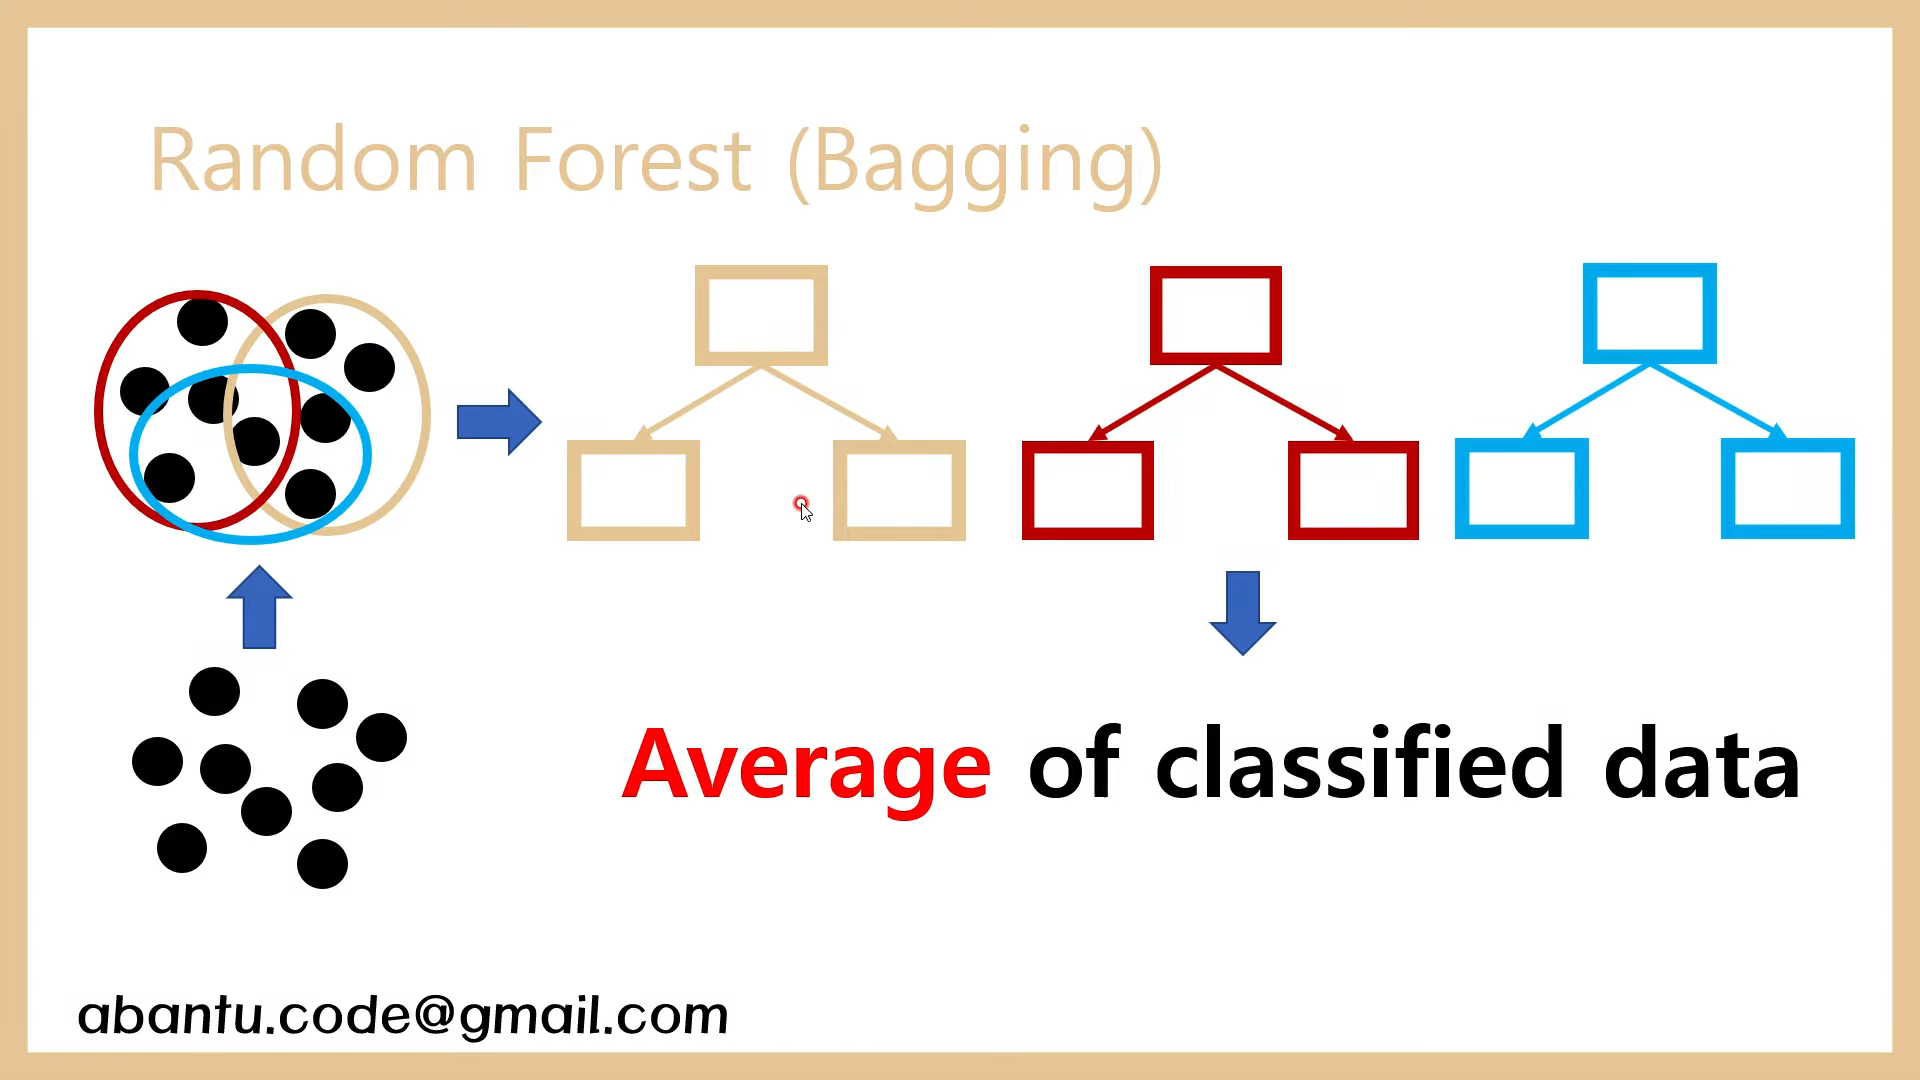 Random Forest (Bagging)
Average of classified data
abantu.code@gmail.com